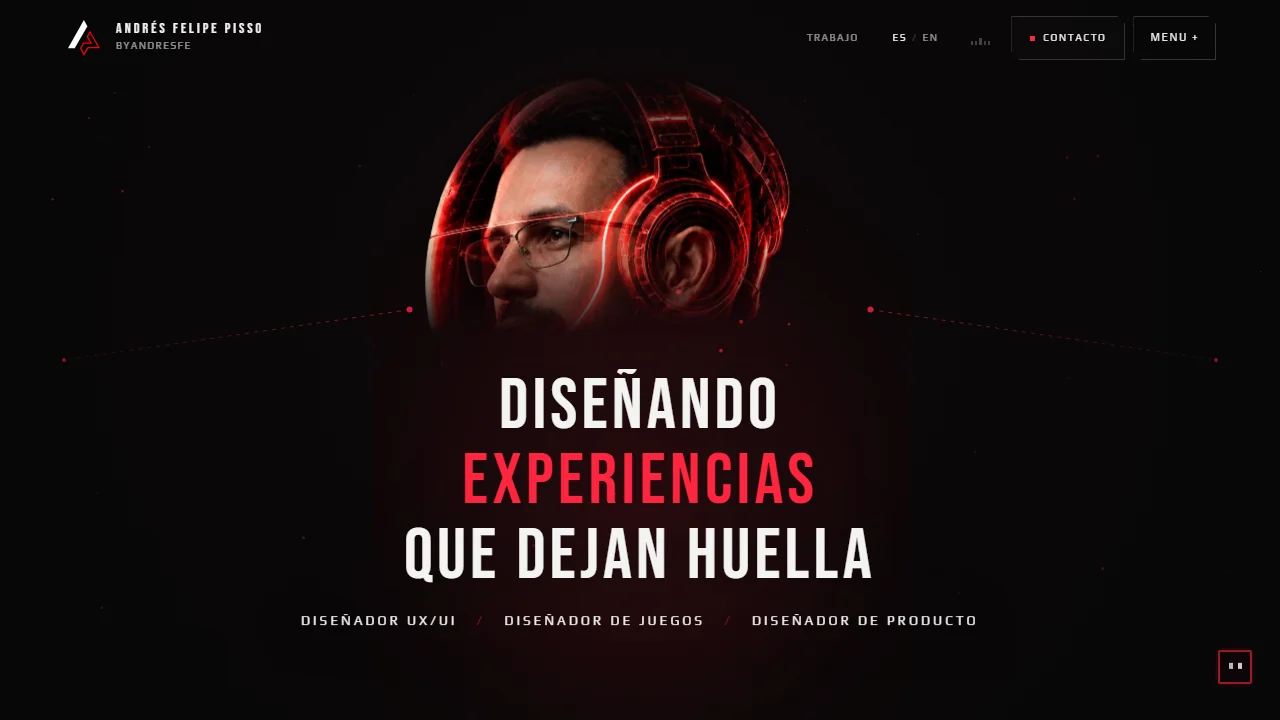 ANDRÉS FELIPE PISSO
BYANDRESFE
TRABAJO
ES / EN
CONTACTO
MENU +
DISEÑANDO
EXPERIENCIAS
QUE DEJAN HUELLA
DISEÑADOR UX/UI / DISEÑADOR DE JUEGOS / DISEÑADOR DE PRODUCTO